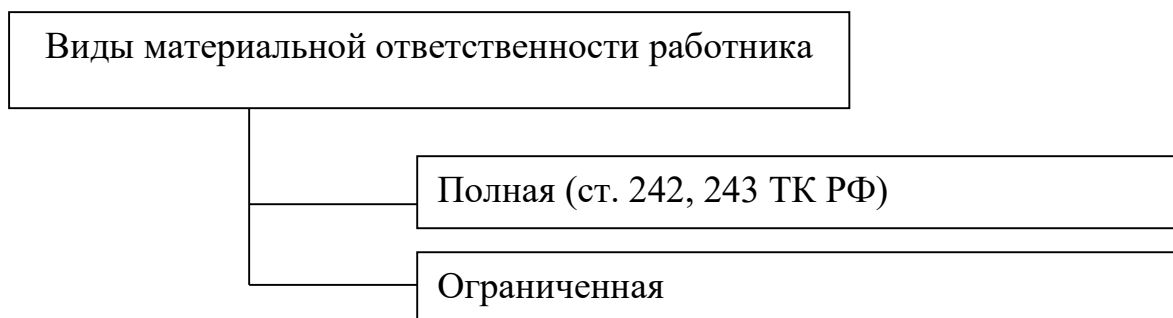 Виды материальной ответственности работника
Полная (ст. 242, 243 ТК РФ)
Ограниченная